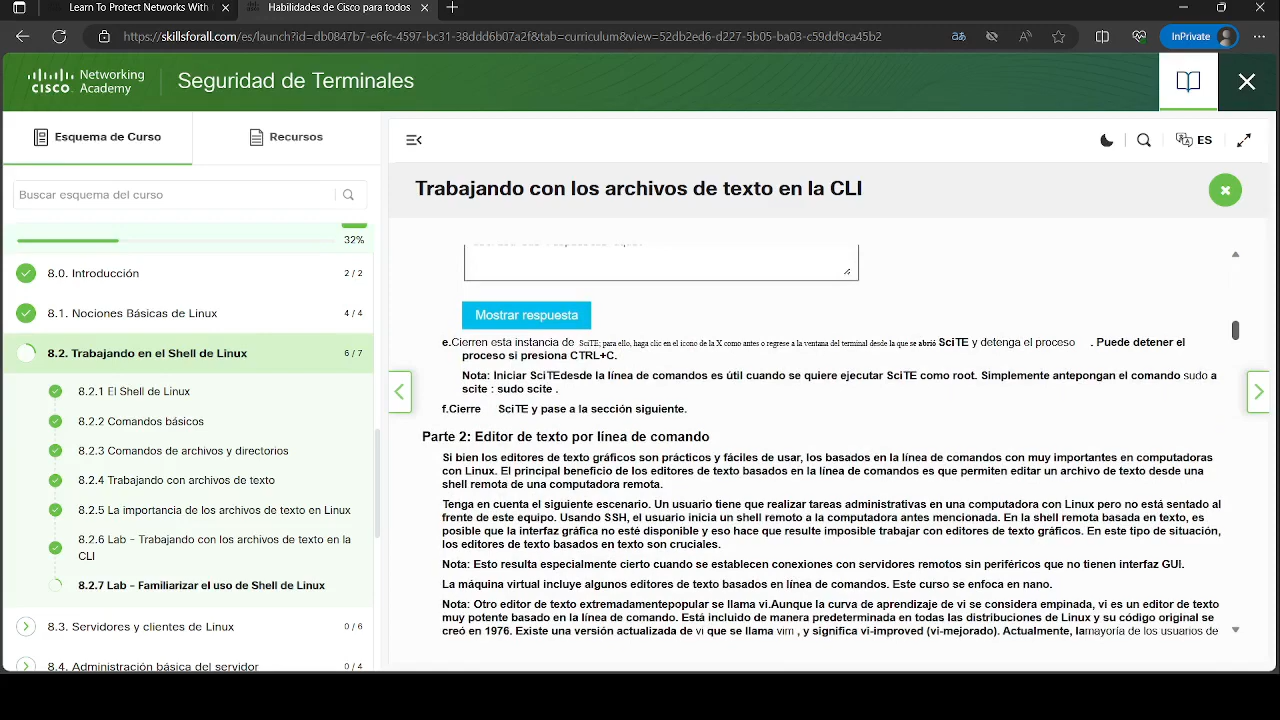 Learn To Protect Networks With
Habilidades de Cisco para todos
https://skillsforall.com/es/launch?id=db0847b7-e6fc-4597-bc31-38ddd6b07a2f&tab=curriculum&view=52db2ed6-d227-5b05-ba03-c59dd9ca45b2
InPrivate
Networking
CISCO Academy
Seguridad de Terminales
Esquema de Curso
Recursos
ES
Buscar esquema del curso
Trabajando con los archivos de texto en la CLI
32%
8.0. Introducción 2 / 2
8.1. Nociones Básicas de Linux 4 / 4
8.2. Trabajando en el Shell de Linux 6 / 7
8.2.1 El Shell de Linux
8.2.2 Comandos básicos
8.2.3 Comandos de archivos y directorios
8.2.4 Trabajando con archivos de texto
8.2.5 La importancia de los archivos de texto en Linux
8.2.6 Lab - Trabajando con los archivos de texto en la
CLI
8.2.7 Lab - Familiarizar el uso de Shell de Linux
8.3. Servidores y clientes de Linux 0 / 6
8.4. Administración básica del servidor 0 / 4
Mostrar respuesta
e.Cierren esta instancia de SciTE; para ello, haga clic en el icono de la X como antes o regrese a la ventana del terminal desde la que se abrió SciTE y detenga el proceso . Puede detener el
proceso si presiona CTRL+C.
Nota: Iniciar SciTEdesde la línea de comandos es útil cuando se quiere ejecutar SciTE como root. Simplemente antepongan el comando sudo a
scite : sudo scite .
f.Cierre SciTE y pase a la sección siguiente.
Parte 2: Editor de texto por línea de comando
Si bien los editores de texto gráficos son prácticos y fáciles de usar, los basados en la línea de comandos con muy importantes en computadoras
con Linux. El principal beneficio de los editores de texto basados en la línea de comandos es que permiten editar un archivo de texto desde una
shell remota de una computadora remota.
Tenga en cuenta el siguiente escenario. Un usuario tiene que realizar tareas administrativas en una computadora con Linux pero no está sentado al
frente de este equipo. Usando SSH, el usuario inicia un shell remoto a la computadora antes mencionada. En la shell remota basada en texto, es
posible que la interfaz gráfica no esté disponible y eso hace que resulte imposible trabajar con editores de texto gráficos. En este tipo de situación,
los editores de texto basados en texto son cruciales.
Nota: Esto resulta especialmente cierto cuando se establecen conexiones con servidores remotos sin periféricos que no tienen interfaz GUI.
La máquina virtual incluye algunos editores de texto basados en línea de comandos. Este curso se enfoca en nano.
Nota: Otro editor de texto extremadamentepopular se llama vi.Aunque la curva de aprendizaje de vi se considera empinada, vi es un editor de texto
muy potente basado en la línea de comando. Está incluido de manera predeterminada en todas las distribuciones de Linux y su código original se
creó en 1976. Existe una versión actualizada de vi que se llama vim , y significa vi-improved (vi-mejorado). Actualmente, lamayoría de los usuarios de